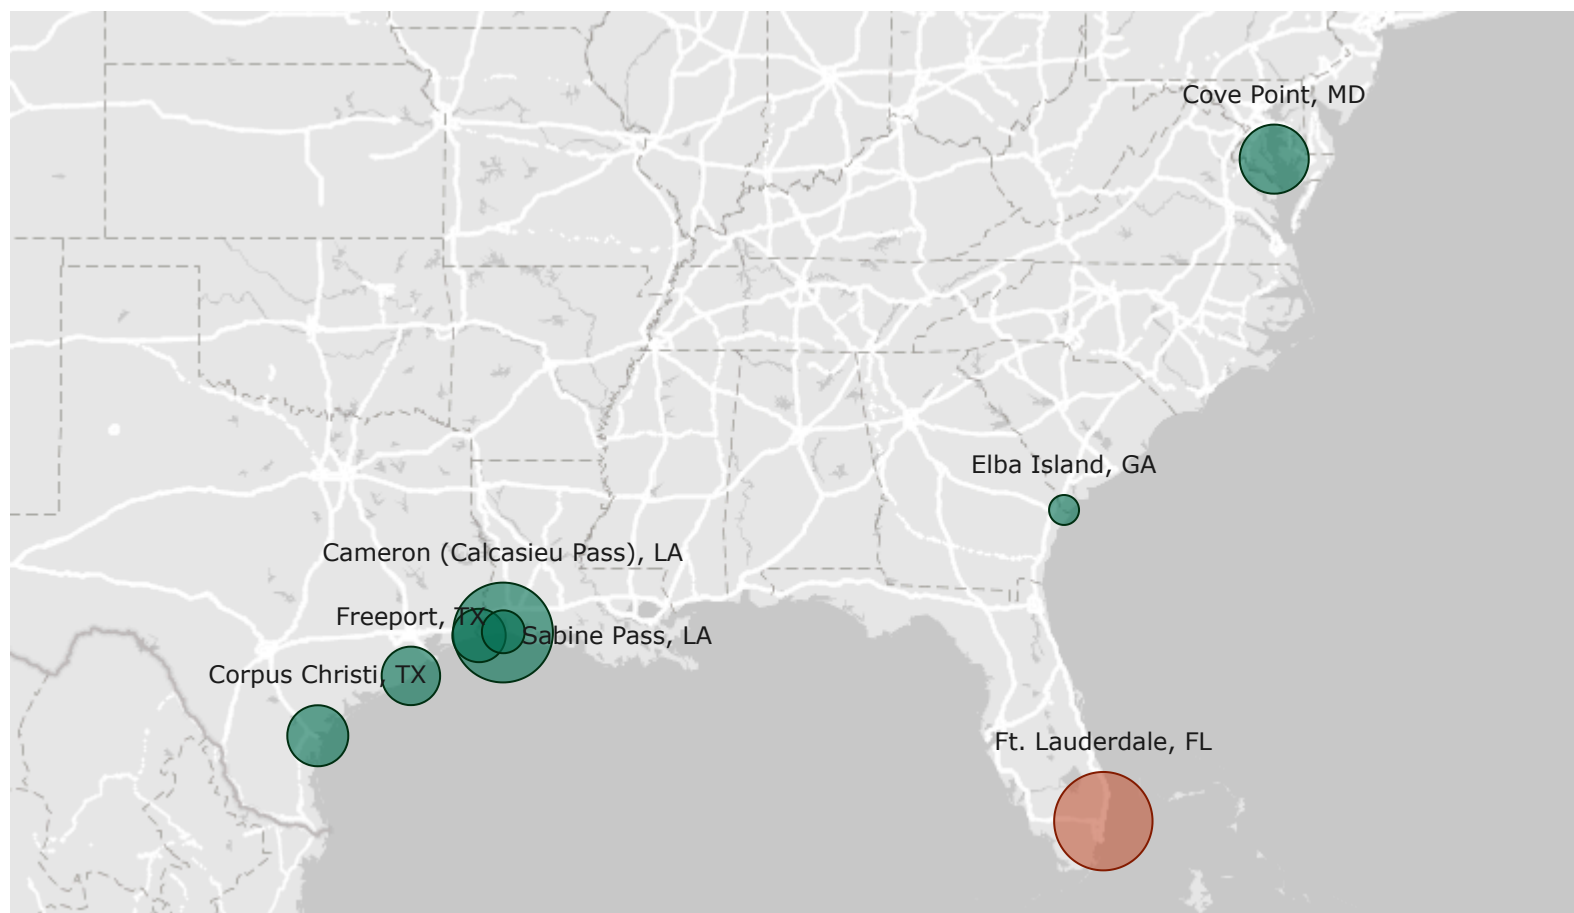 Cove Point, MD
Elba Island, GA
Cameron (Calcasieu Pass), LA
Freeport, TX
Sabine Pass, LA
Corpus Christi, TX
Ft. Lauderdale, FL